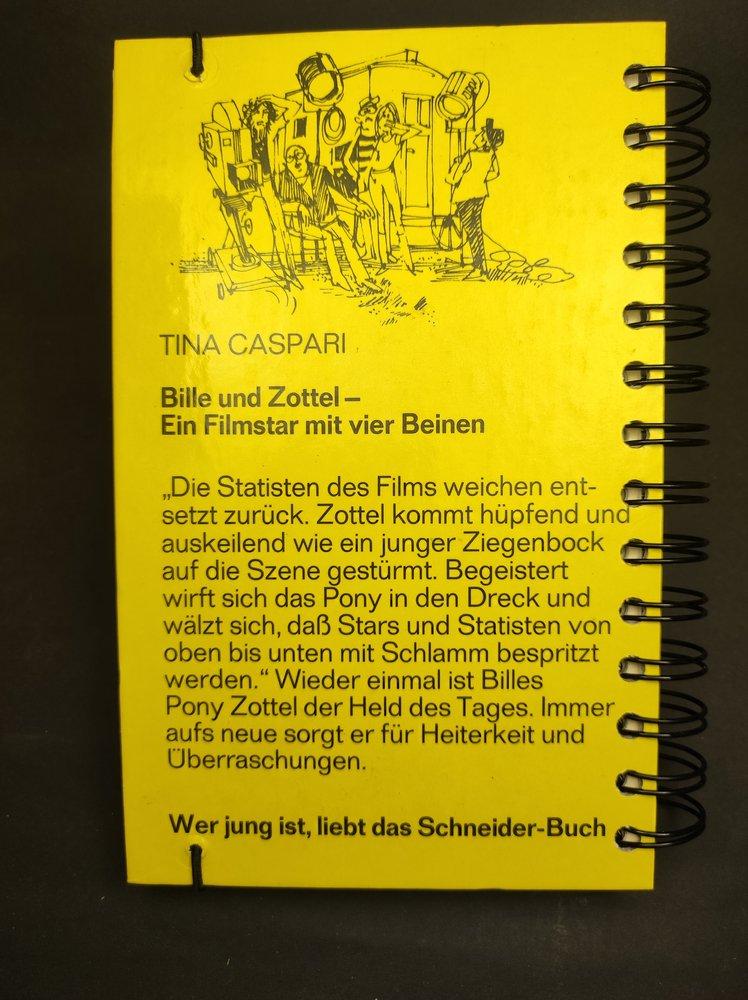 TINA CASPARI
Bille und Zottel –
Ein Filmstar mit vier Beinen
„Die Statisten des Films weichen ent-
setzt zurück. Zottel kommt hüpfend und
auskeilend wie ein junger Ziegenbock
auf die Szene gestürmt. Begeistert
wirft sich das Pony in den Dreck und
wälzt sich, daß Stars und Statisten von
oben bis unten mit Schlamm bespritzt
werden.“ Wieder einmal ist Billes
Pony Zottel der Held des Tages. Immer
aufs neue sorgt er für Heiterkeit und
Überraschungen.
Wer jung ist, liebt das Schneider-Buch